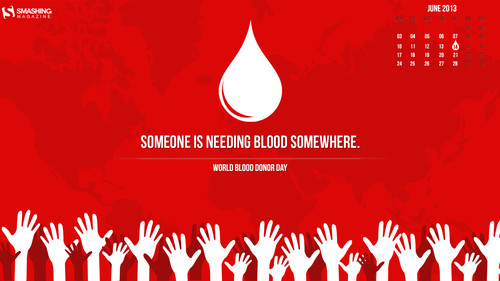 SMASHING
MAGAZINE
JUNE 2013
03 04 05 06 07
10 11 12 13 14
17 18 19 20 21
24 25 26 27 28
SOMEONE IS NEEDING BLOOD SOMEWHERE.
WORLD BLOOD DONOR DAY